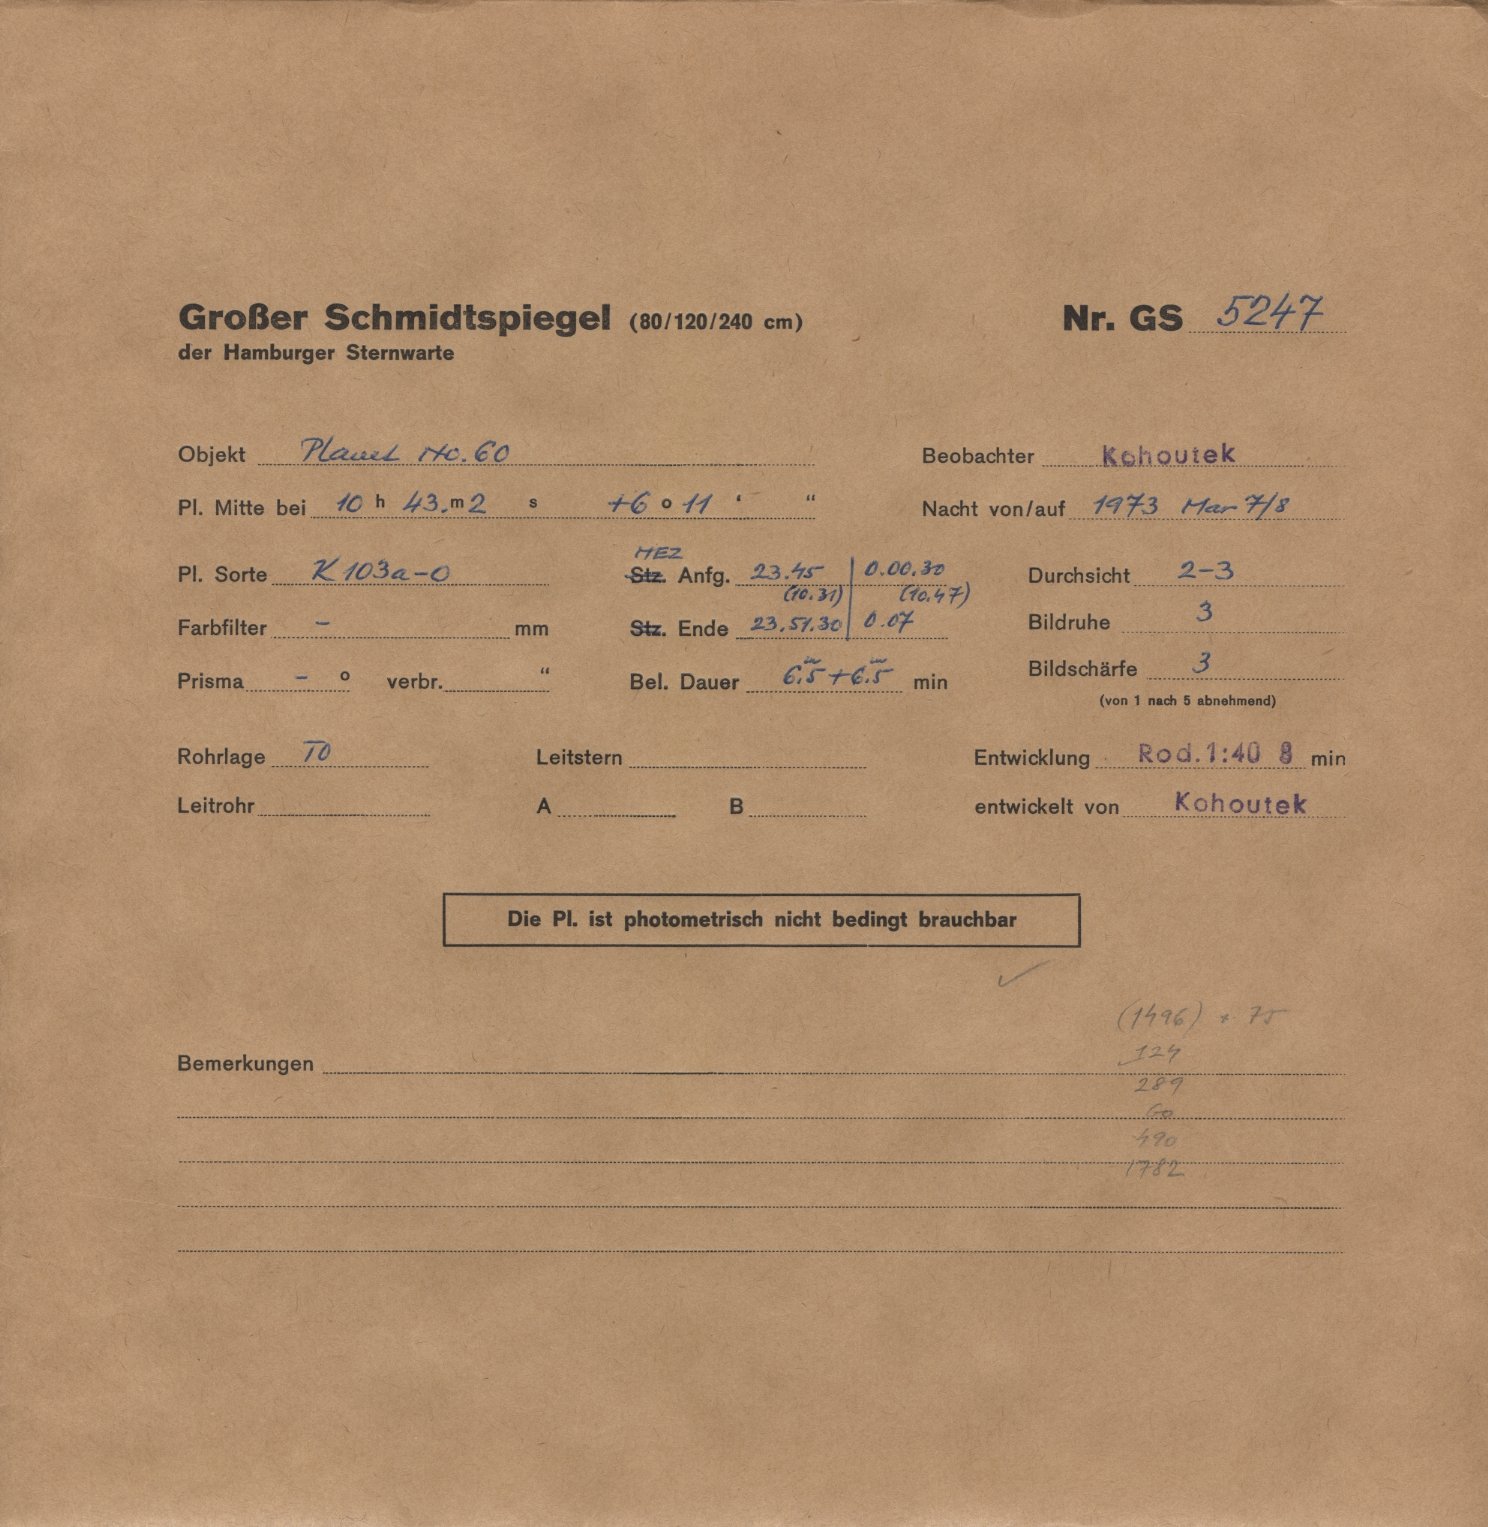 Großer Schmidtspiegel (80/120/240 cm) Nr. GS 5247
der Hamburger Sternwarte
Objekt Planet No. 60 Beobachter Kohoutek
Pl. Mitte bei 10 h 43. m 2 s +6 o 11 ‘ “ Nacht von/auf 1973 Mar 7/8
MEZ
Pl. Sorte K 103a-O Stz. Anfg. 23.45 | 0.00.30 Durchsicht 2-3
(10.31) (10.47)
Farbfilter - mm Stz. Ende 23.51.30 | 0.07 Bildruhe 3
Prisma - o verbr. “ Bel. Dauer 6.m5 + 6.m5 min Bildschärfe 3
(von 1 nach 5 abnehmend)
Rohrlage TO Leitstern Entwicklung Rod. 1:40 8 min
Leitrohr A B entwickelt von Kohoutek
Die Pl. ist photometrisch nicht bedingt brauchbar
✓
(1496) 75
124
Bemerkungen
289
60
490
1782